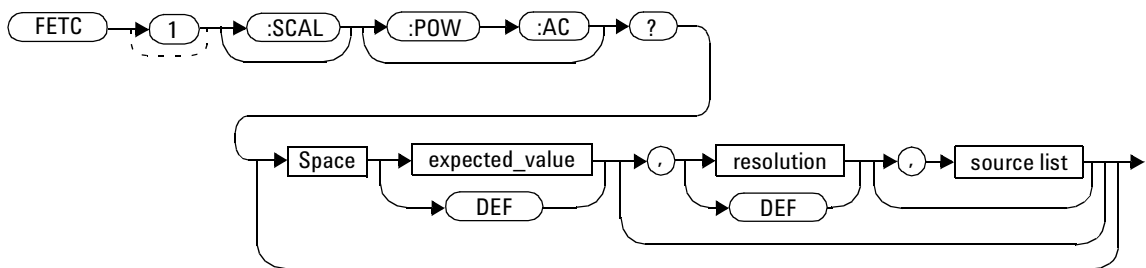 FETC 1 :SCAL :POW :AC ?
Space expected_value , resolution , source list
DEF DEF